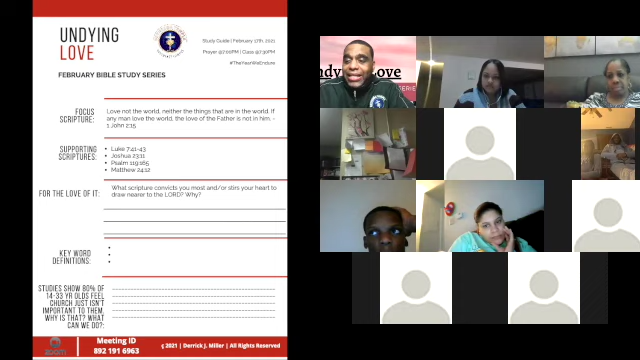 UNDYING
LOVE
Study Guide | February 17th, 2021
Prayer @7:00PM | Class @7:30PM
#TheYearWeEndure
FEBRUARY BIBLE STUDY SERIES
FOCUS
SCRIPTURE:
Love not the world, neither the things that are in the world. If
any man love the world, the love of the Father is not in him. -
1 John 2:15
SUPPORTING
SCRIPTURES:
• Luke 7:41-43
• Joshua 23:11
• Psalm 119:165
• Matthew 24:12
FOR THE LOVE OF IT:
What scripture convicts you most and/or stirs your heart to
draw nearer to the LORD? Why?
KEY WORD
DEFINITIONS:
STUDIES SHOW 80% OF
14-33 YR OLDS FEEL
CHURCH JUST ISN'T
IMPORTANT TO THEM.
WHY IS THAT? WHAT
CAN WE DO?:
zoom
Meeting ID
892 191 6963
© 2021 | Derrick J. Miller | All Rights Reserved
Love